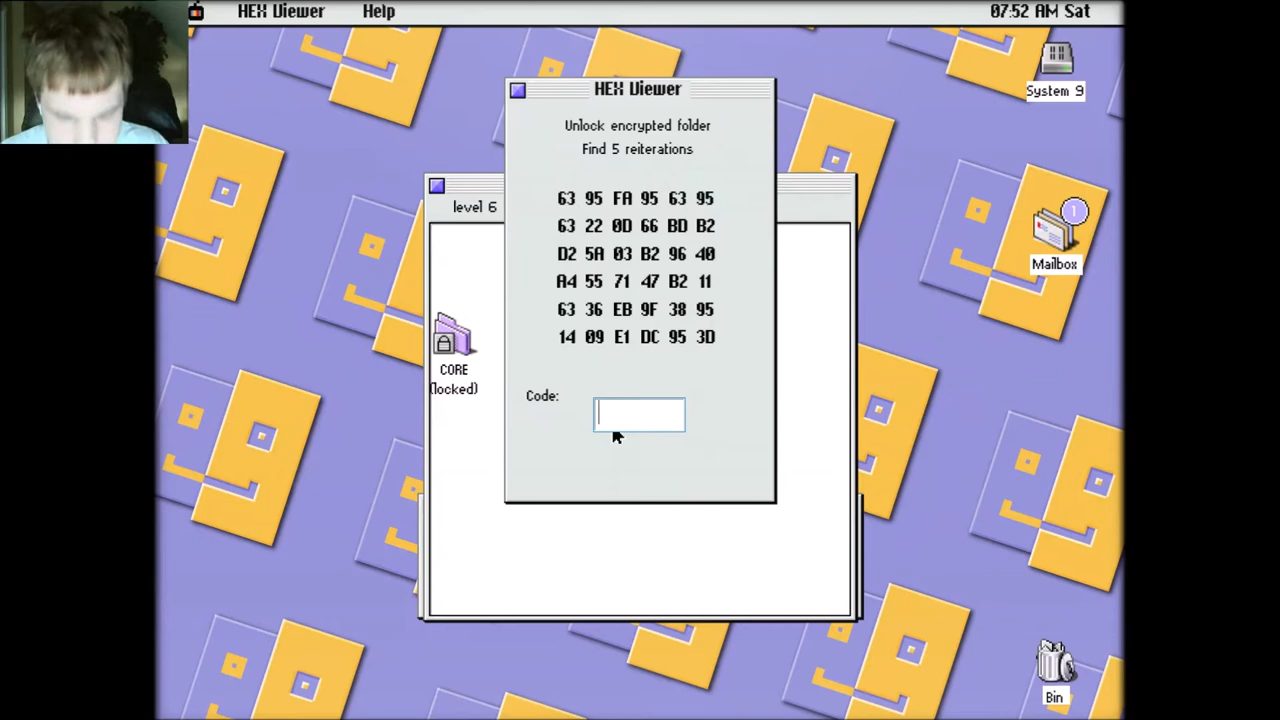 HEX Viewer Help 07:52 AM Sat
System 9
HEX Viewer
Unlock encrypted folder
Find 5 reiterations
level 6
63 95 FA 95 63 95
63 22 0D 66 BD B2
D2 5A 03 B2 96 40
A4 55 71 47 B2 11
63 36 EB 9F 38 95
14 09 E1 DC 95 3D
1
Mailbox
CORE
(locked)
Code:
Bin